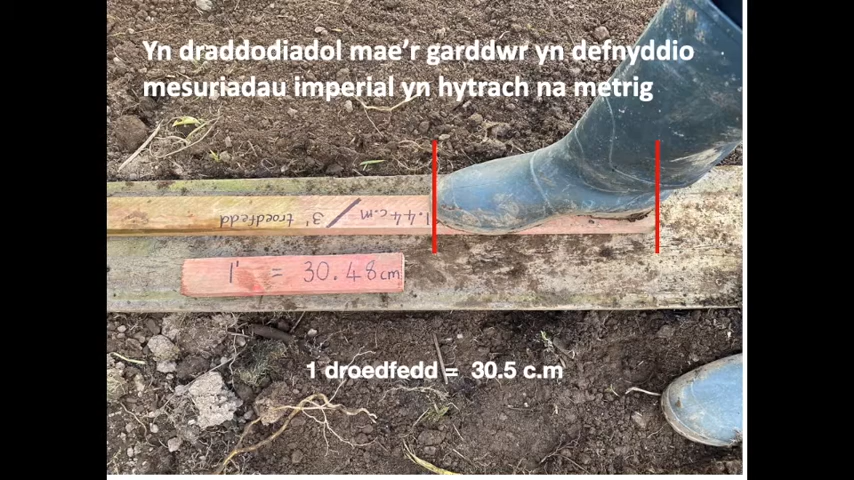 Yn draddodiadol mae’r garddwr yn defnyddio
mesuriadau imperial yn hytrach na metrig
1.44 c.m / 3' troedfedd
1' = 30.48cm
1 droedfedd = 30.5 c.m